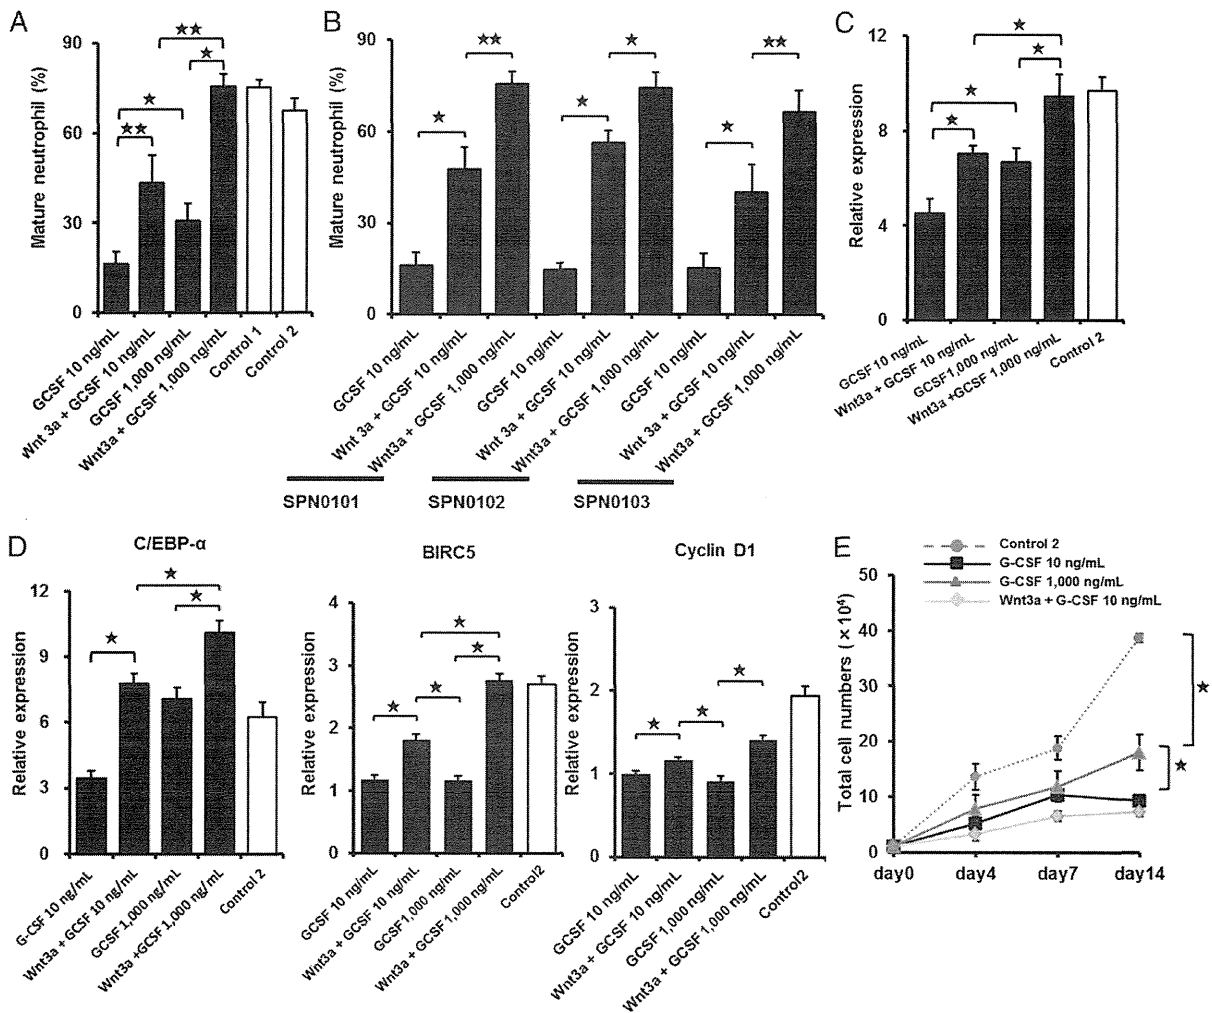 A
Mature neutrophil (%)
90
60
30
0
★★
★
★
★★
GCSF 10 ng/mL
Wnt 3a + GCSF 10 ng/mL
GCSF 1,000 ng/mL
Wnt3a + GCSF 1,000 ng/mL
Control 1
Control 2
B
Mature neutrophil (%)
90
60
30
0
★
★★
★
★
★
★★
GCSF 10 ng/mL
Wnt 3a + GCSF 10 ng/mL
Wnt3a + GCSF 1,000 ng/mL
GCSF 10 ng/mL
Wnt 3a + GCSF 10 ng/mL
Wnt3a + GCSF 1,000 ng/mL
GCSF 10 ng/mL
Wnt 3a + GCSF 10 ng/mL
Wnt3a + GCSF 1,000 ng/mL
SPN0101
SPN0102
SPN0103
C
Relative expression
12
8
4
0
★
★
★
★
GCSF 10 ng/mL
Wnt3a + GCSF 10 ng/mL
GCSF 1,000 ng/mL
Wnt3a +GCSF 1,000 ng/mL
Control 2
D
C/EBP-α
Relative expression
12
9
6
3
0
★
★
★
G-CSF 10 ng/mL
Wnt3a + GCSF 10 ng/mL
GCSF 1,000 ng/mL
Wnt3a +GCSF 1,000 ng/mL
Control 2
BIRC5
Relative expression
4
3
2
1
0
★
★
★
★
GCSF 10 ng/mL
Wnt3a + GCSF 10 ng/mL
GCSF 1,000 ng/mL
Wnt3a + GCSF 1,000 ng/mL
Control2
Cyclin D1
Relative expression
3
2
1
0
★
★
★
GCSF 10 ng/mL
Wnt3a + GCSF 10 ng/mL
GCSF 1,000 ng/mL
Wnt3a + GCSF 1,000 ng/mL
Control 2
E
Control 2
G-CSF 10 ng/mL
G-CSF 1,000 ng/mL
Wnt3a + G-CSF 10 ng/mL
Total cell numbers (×10⁴)
50
40
30
20
10
0
★
★
day0
day4
day7
day14